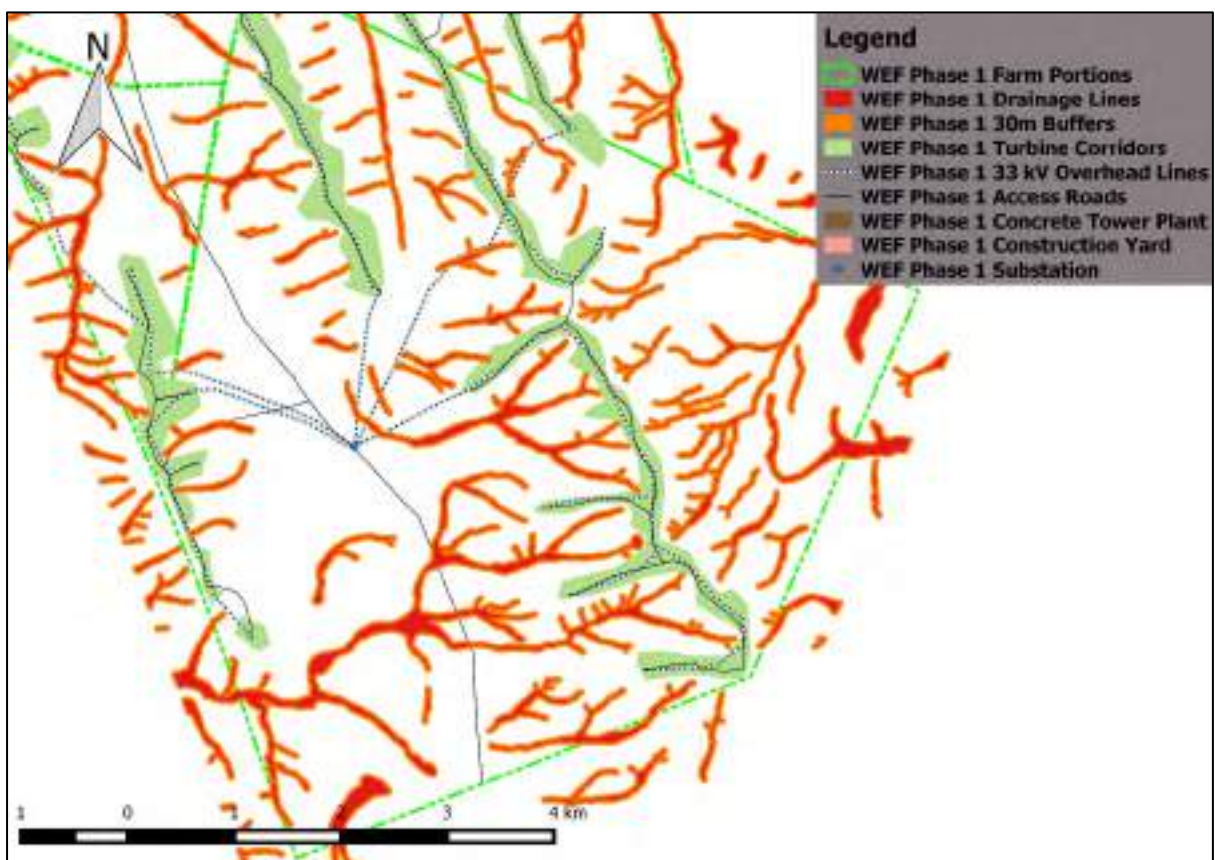 N
Legend
WEF Phase 1 Farm Portions
WEF Phase 1 Drainage Lines
WEF Phase 1 30m Buffers
WEF Phase 1 Turbine Corridors
WEF Phase 1 33 kV Overhead Lines
WEF Phase 1 Access Roads
WEF Phase 1 Concrete Tower Plant
WEF Phase 1 Construction Yard
WEF Phase 1 Substation
1 0 1 2 3 4 km